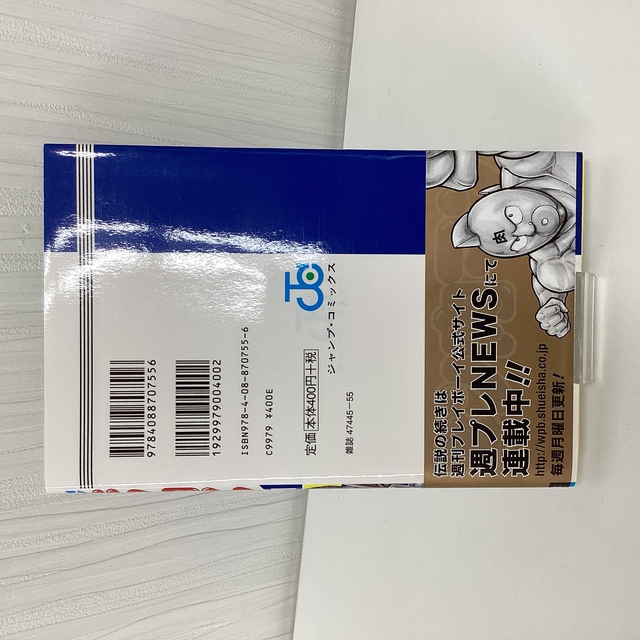 9784088707556
1929979004002
ISBN978-4-08-870755-6
C9979 ¥400E
定価 本体400円+税
雑誌 47445-55
ジャンプ・コミックス
伝説の続きは
週刊プレイボーイ公式サイト
週プレNEWSにて
連載中!!
http://wpb.shueisha.co.jp
毎週月曜日更新!
肉